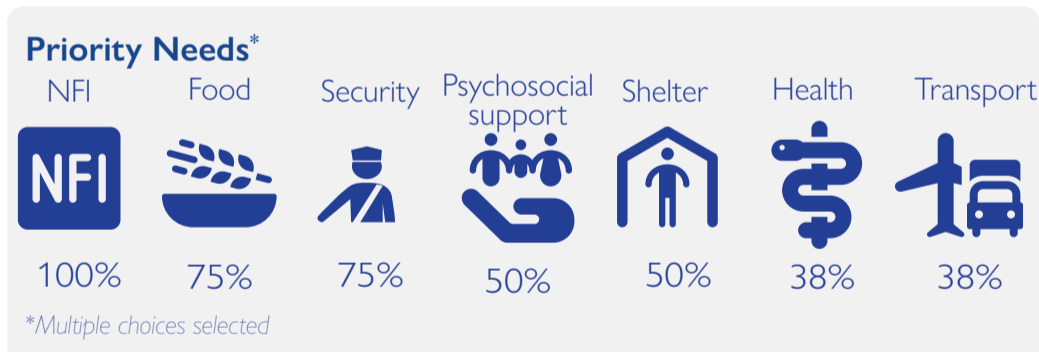 Priority Needs*
NFI Food Security Psychosocial support Shelter Health Transport
NFI
100% 75% 75% 50% 50% 38% 38%
*Multiple choices selected